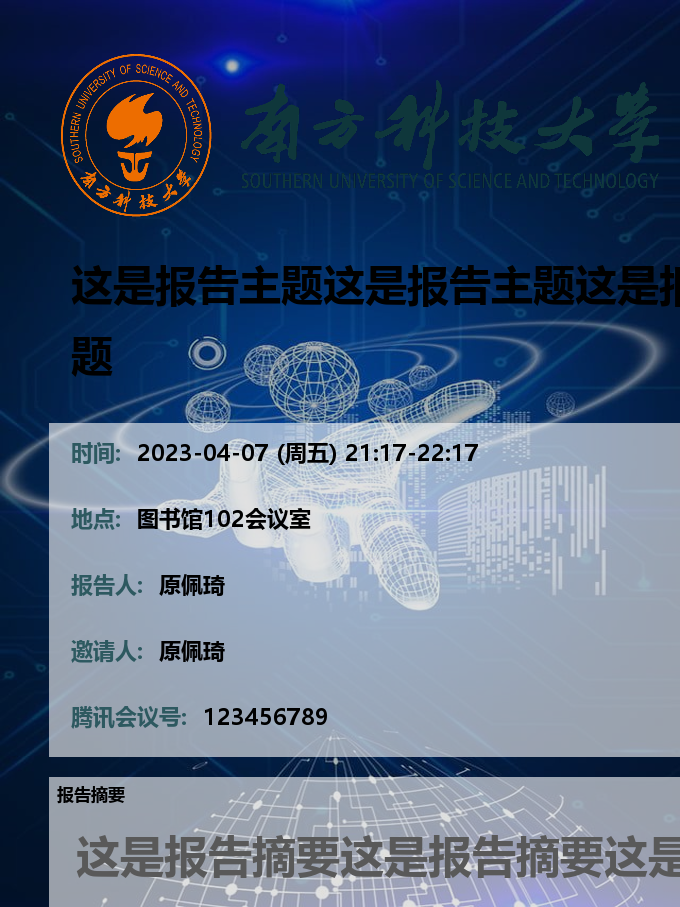 SOUTHERN UNIVERSITY OF SCIENCE AND TECHNOLOGY
南方科技大学
南方科技大学
SOUTHERN UNIVERSITY OF SCIENCE AND TECHNOLOGY
这是报告主题这是报告主题这是报
题
时间: 2023-04-07 (周五) 21:17-22:17
地点: 图书馆102会议室
报告人: 原佩琦
邀请人: 原佩琦
腾讯会议号: 123456789
报告摘要
这是报告摘要这是报告摘要这是